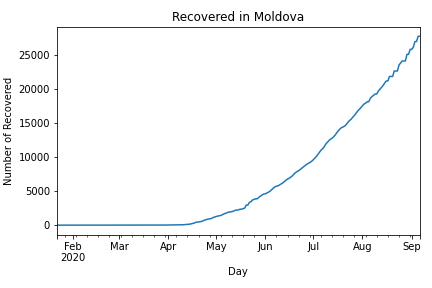 Recovered in Moldova
Number of Recovered
25000
20000
15000
10000
5000
0
Feb Mar Apr May Jun Jul Aug Sep
2020
Day